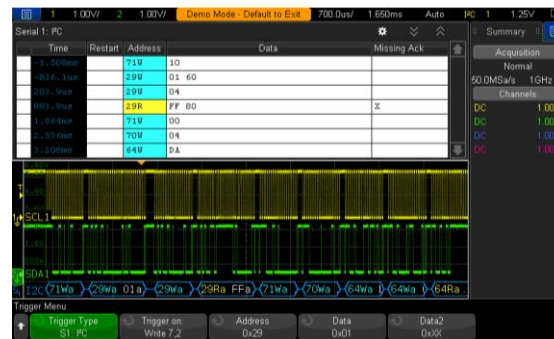 1 1.00V/ 2 1.00V/ Demo Mode - Default to Exit 700.0us/ 1.650ms Auto I²C 1 1.25V
Serial 1: I²C
Summary
Time Restart Address Data Missing Ack
-1.500ms 71W 10
-836.1us 29W 01 60
203.9us 29W 04
883.9us 29R FF 80 X
1.864ms 71W 00
2.536ms 70W 04
3.208ms 64W DA
Acquisition
Normal
50.0MSa/s 1GHz
Channels
DC 1.00
DC 1.00
DC 1.00
DC 1.00
T
SCL1
SDA1
I2C 71Wa 29Wa 01a 29Wa 29Ra FFa 71Wa 70Wa 64Wa 64Wa 64Ra
Trigger Menu
Trigger Type Trigger on: Address Data Data2
S1: I²C Write 7,2 0x29 0x01 0xXX